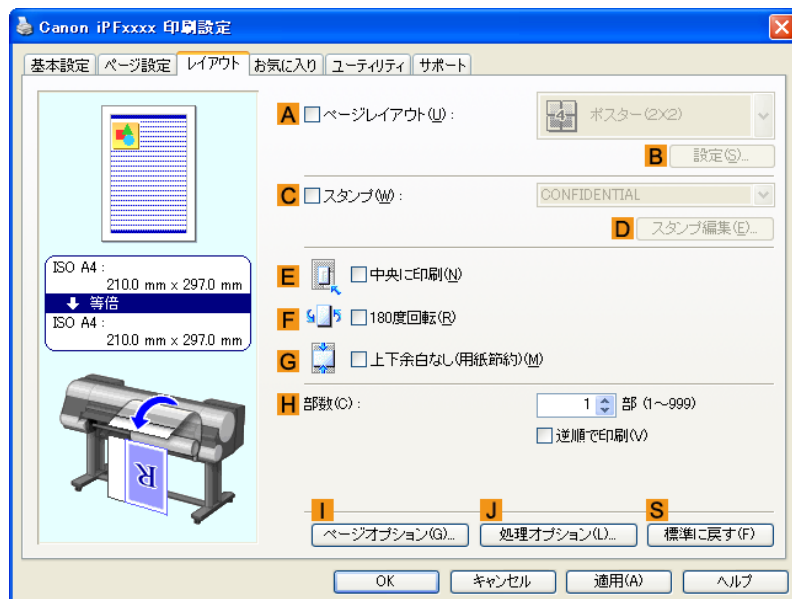 Canon iPFxxxx 印刷設定
基本設定 ページ設定 レイアウト お気に入り ユーティリティ サポート
A ページレイアウト(U) : 4 ポスター(2X2)
B 設定(S)...
C スタンプ(W) : CONFIDENTIAL
D スタンプ編集(E)...
ISO A4 :
210.0 mm x 297.0 mm
等倍
ISO A4 :
210.0 mm x 297.0 mm
E 中央に印刷(N)
F 180度回転(R)
G 上下余白なし(用紙節約)(M)
H 部数(C) : 1 部 (1～999)
逆順で印刷(V)
R
I ページオプション(G)...
J 処理オプション(L)...
S 標準に戻す(F)
OK キャンセル 適用(A) ヘルプ